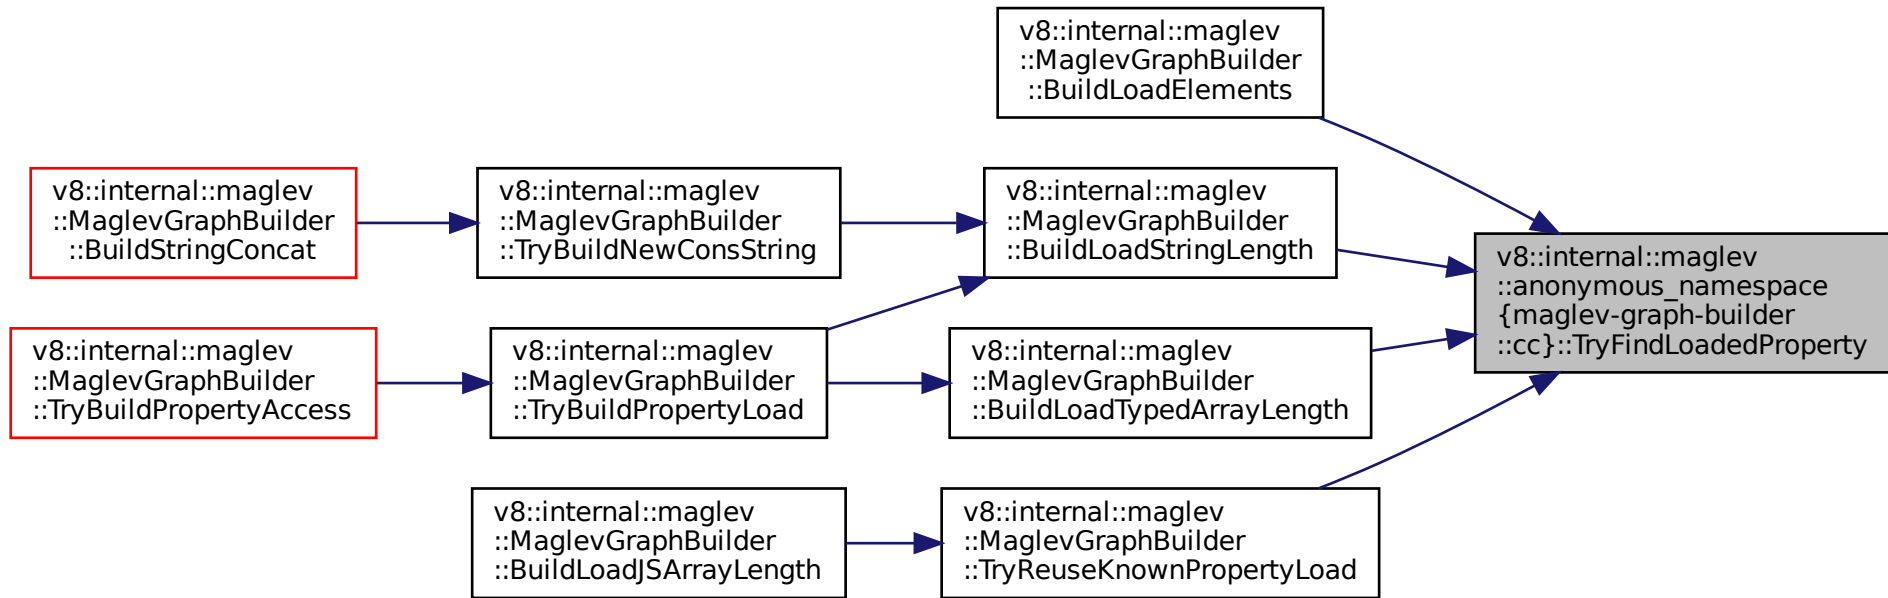 v8::internal::maglev
::MaglevGraphBuilder
::BuildLoadElements
v8::internal::maglev
::MaglevGraphBuilder
::BuildStringConcat
v8::internal::maglev
::MaglevGraphBuilder
::TryBuildNewConsString
v8::internal::maglev
::MaglevGraphBuilder
::BuildLoadStringLength
v8::internal::maglev
::anonymous_namespace
{maglev-graph-builder
::cc}::TryFindLoadedProperty
v8::internal::maglev
::MaglevGraphBuilder
::TryBuildPropertyAccess
v8::internal::maglev
::MaglevGraphBuilder
::TryBuildPropertyLoad
v8::internal::maglev
::MaglevGraphBuilder
::BuildLoadTypedArrayLength
v8::internal::maglev
::MaglevGraphBuilder
::BuildLoadJSArrayLength
v8::internal::maglev
::MaglevGraphBuilder
::TryReuseKnownPropertyLoad